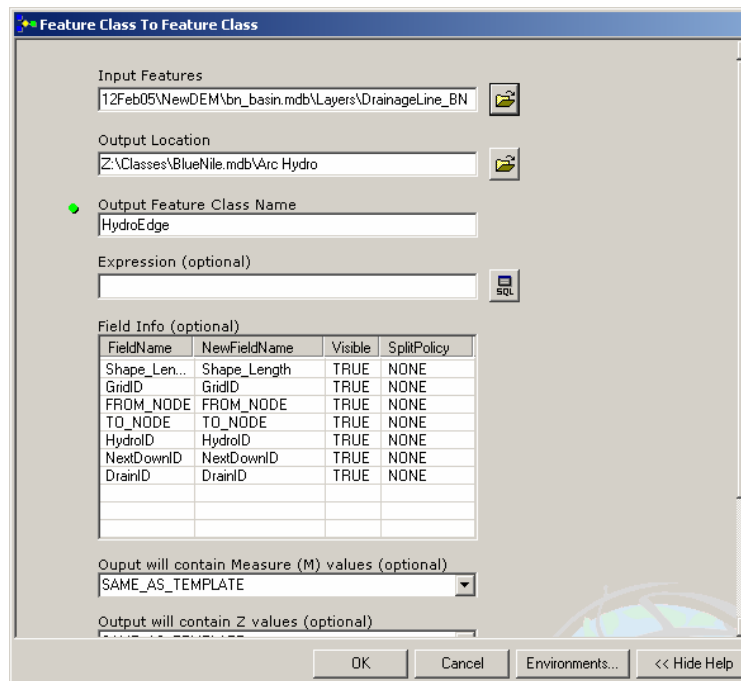 Feature Class To Feature Class
Input Features
12Feb05\NewDEM\bn_basin.mdb\Layers\DrainageLine_BN
Output Location
Z:\Classes\BlueNile.mdb\Arc Hydro
Output Feature Class Name
HydroEdge
Expression (optional)
SQL
Field Info (optional)
FieldName NewFieldName Visible SplitPolicy
Shape_Len... Shape_Length TRUE NONE
GridID GridID TRUE NONE
FROM_NODE FROM_NODE TRUE NONE
TO_NODE TO_NODE TRUE NONE
HydroID HydroID TRUE NONE
NextDownID NextDownID TRUE NONE
DrainID DrainID TRUE NONE
Ouput will contain Measure (M) values (optional)
SAME_AS_TEMPLATE
Output will contain Z values (optional)
OK Cancel Environments... << Hide Help